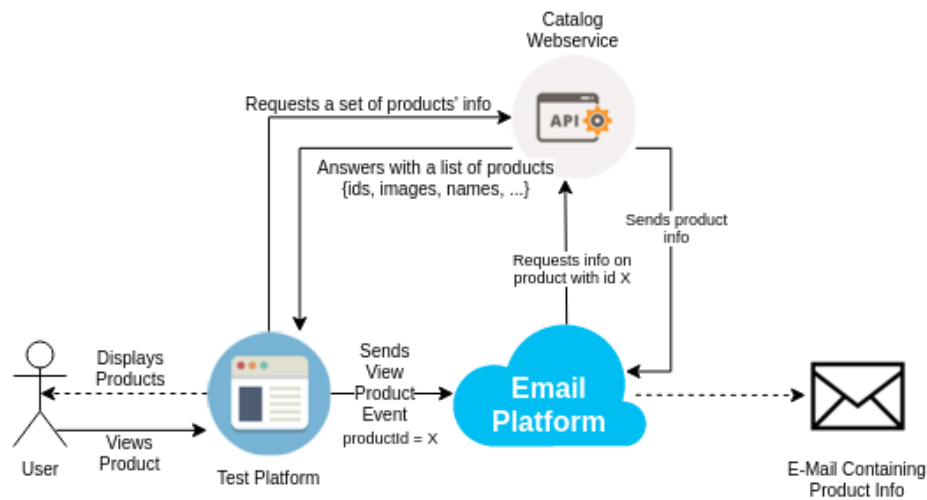 Catalog
Webservice
Requests a set of products' info
API
Answers with a list of products
{ids, images, names, ...}
Sends product
info
Requests info on
product with id X
Displays
Products
Sends
View
Product
Event
productId = X
Email
Platform
Views
Product
User
Test Platform
E-Mail Containing
Product Info